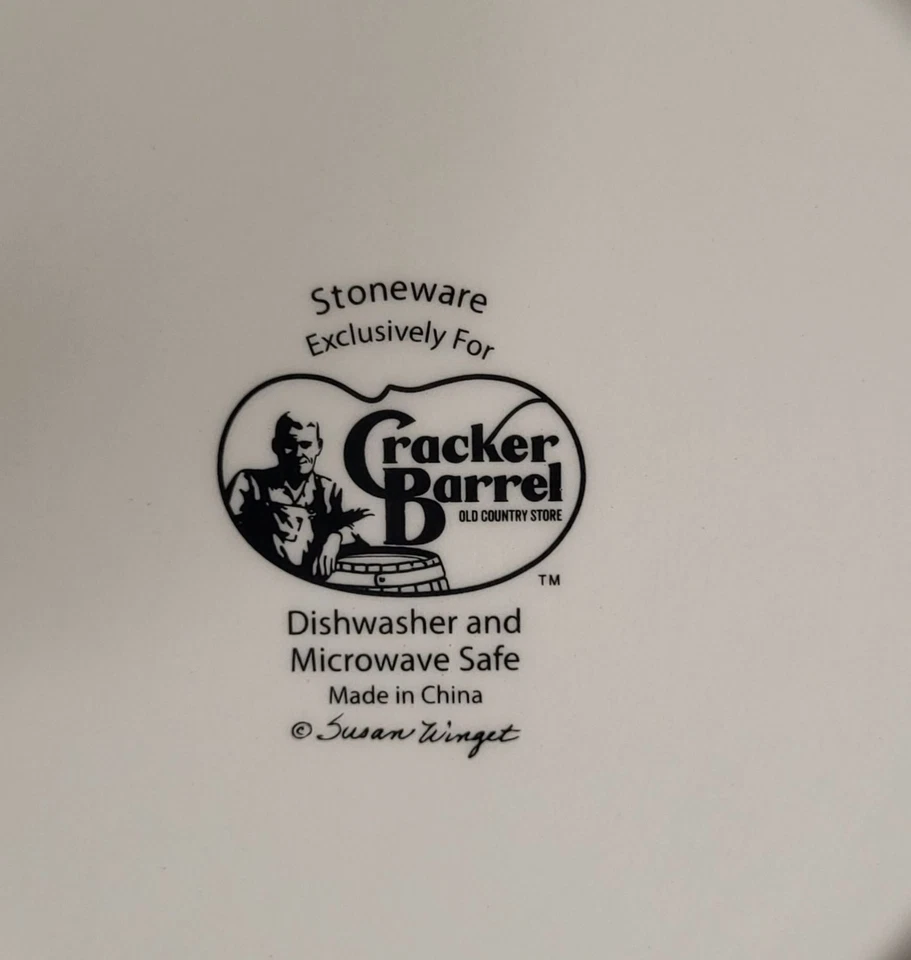 Stoneware
Exclusively For
Cracker
Barrel
OLD COUNTRY STORE
TM
Dishwasher and
Microwave Safe
Made in China
© Susan Winget